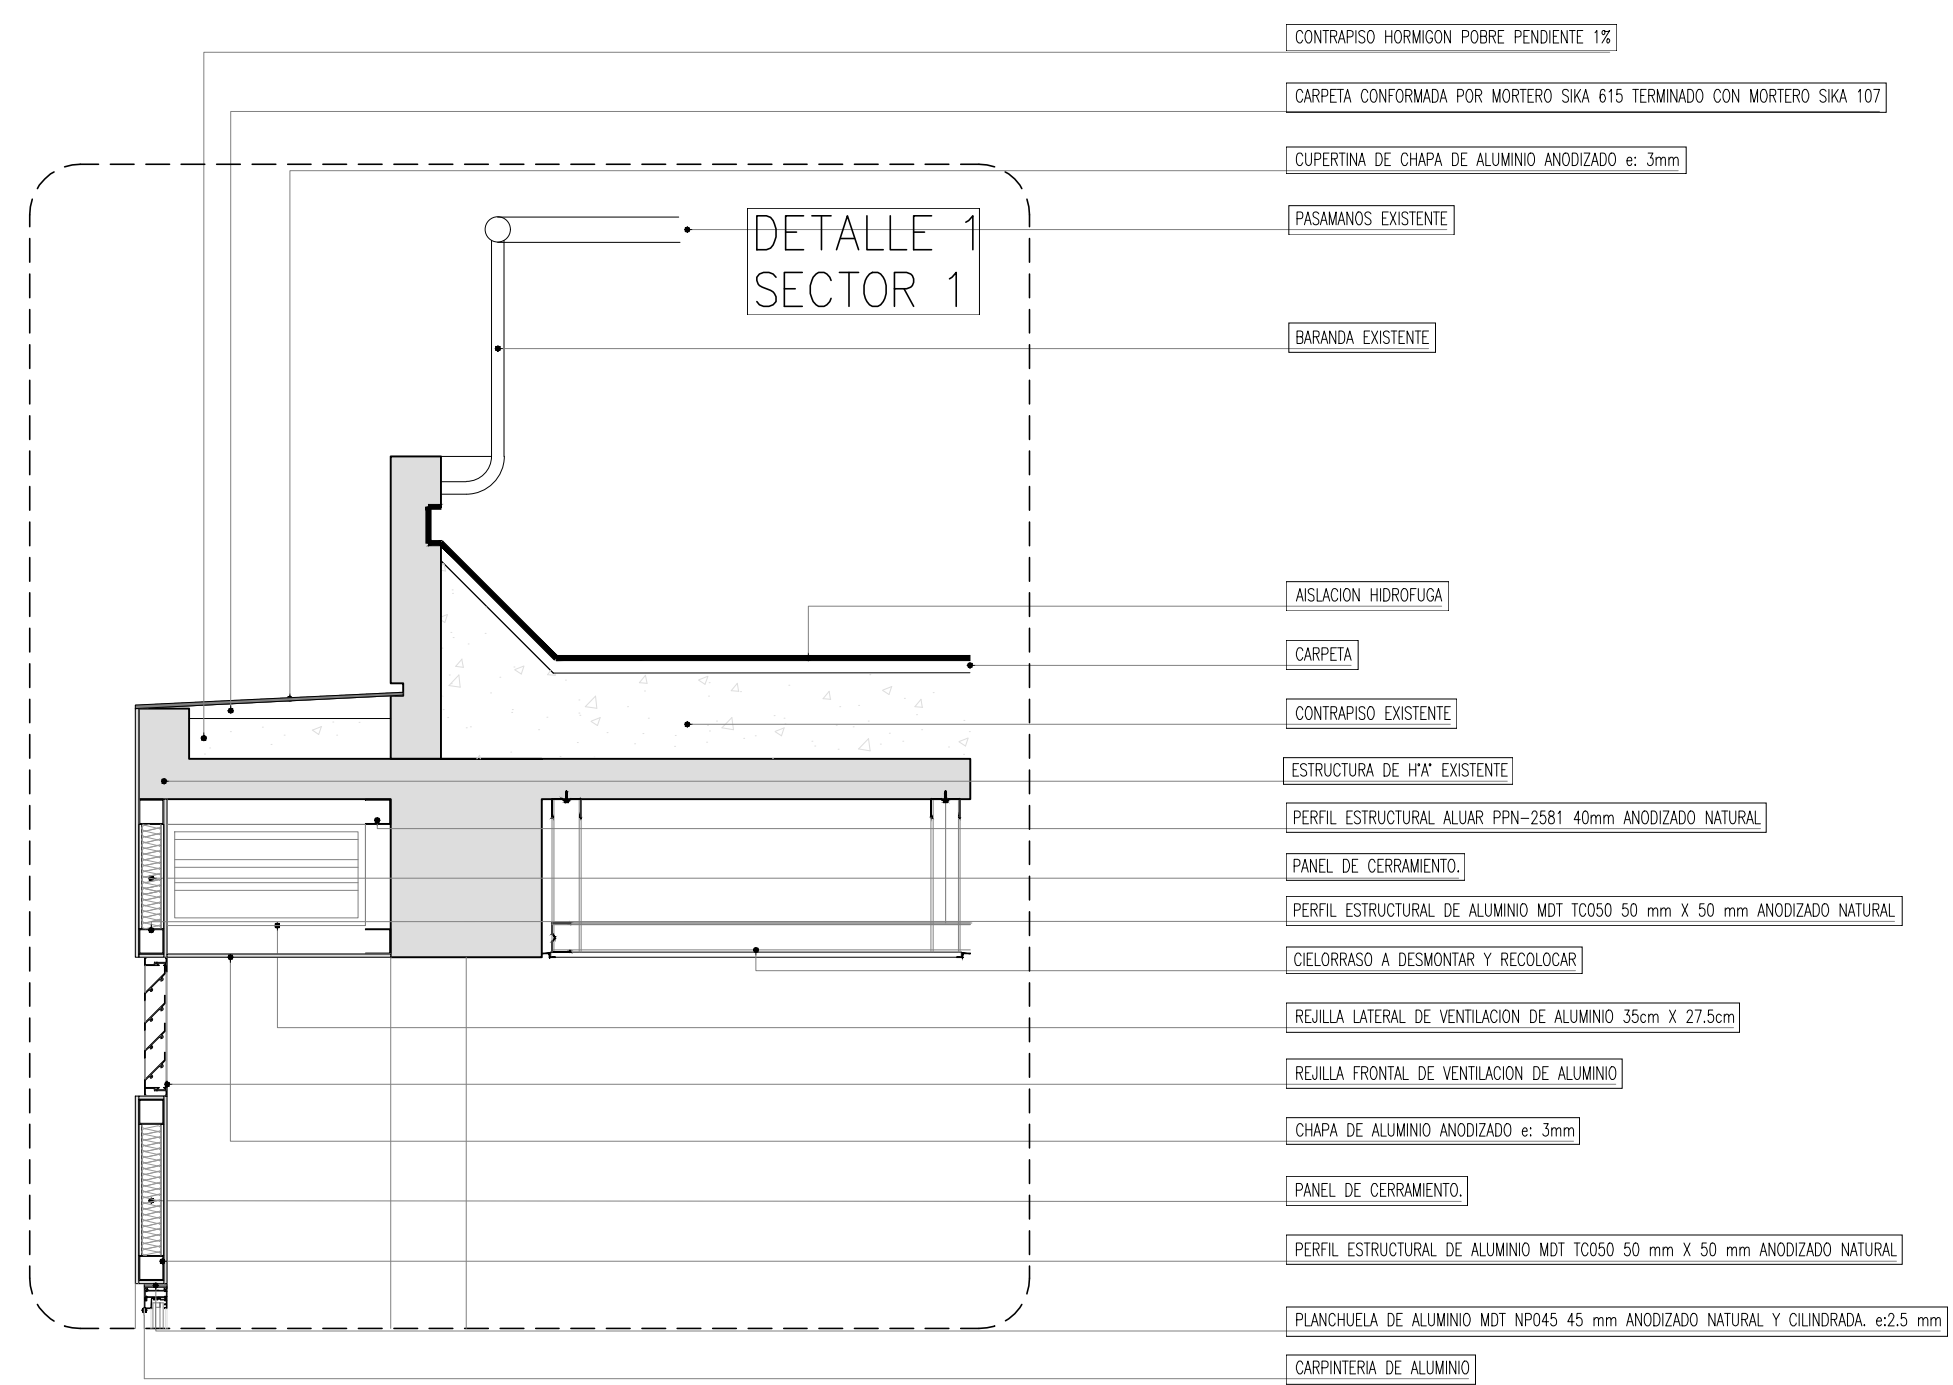 CONTRAPISO HORMIGON POBRE PENDIENTE 1%
CARPETA CONFORMADA POR MORTERO SIKA 615 TERMINADO CON MORTERO SIKA 107
CUPERTINA DE CHAPA DE ALUMINIO ANODIZADO e: 3mm
PASAMANOS EXISTENTE
DETALLE 1
SECTOR 1
BARANDA EXISTENTE
AISLACION HIDROFUGA
CARPETA
CONTRAPISO EXISTENTE
ESTRUCTURA DE H°A° EXISTENTE
PERFIL ESTRUCTURAL ALUAR PPN-2581 40mm ANODIZADO NATURAL
PANEL DE CERRAMIENTO.
PERFIL ESTRUCTURAL DE ALUMINIO MDT TC050 50 mm X 50 mm ANODIZADO NATURAL
CIELORRASO A DESMONTAR Y RECOLOCAR
REJILLA LATERAL DE VENTILACION DE ALUMINIO 35cm X 27.5cm
REJILLA FRONTAL DE VENTILACION DE ALUMINIO
CHAPA DE ALUMINIO ANODIZADO e: 3mm
PANEL DE CERRAMIENTO.
PERFIL ESTRUCTURAL DE ALUMINIO MDT TC050 50 mm X 50 mm ANODIZADO NATURAL
PLANCHUELA DE ALUMINIO MDT NP045 45 mm ANODIZADO NATURAL Y CILINDRADA. e:2.5 mm
CARPINTERIA DE ALUMINIO